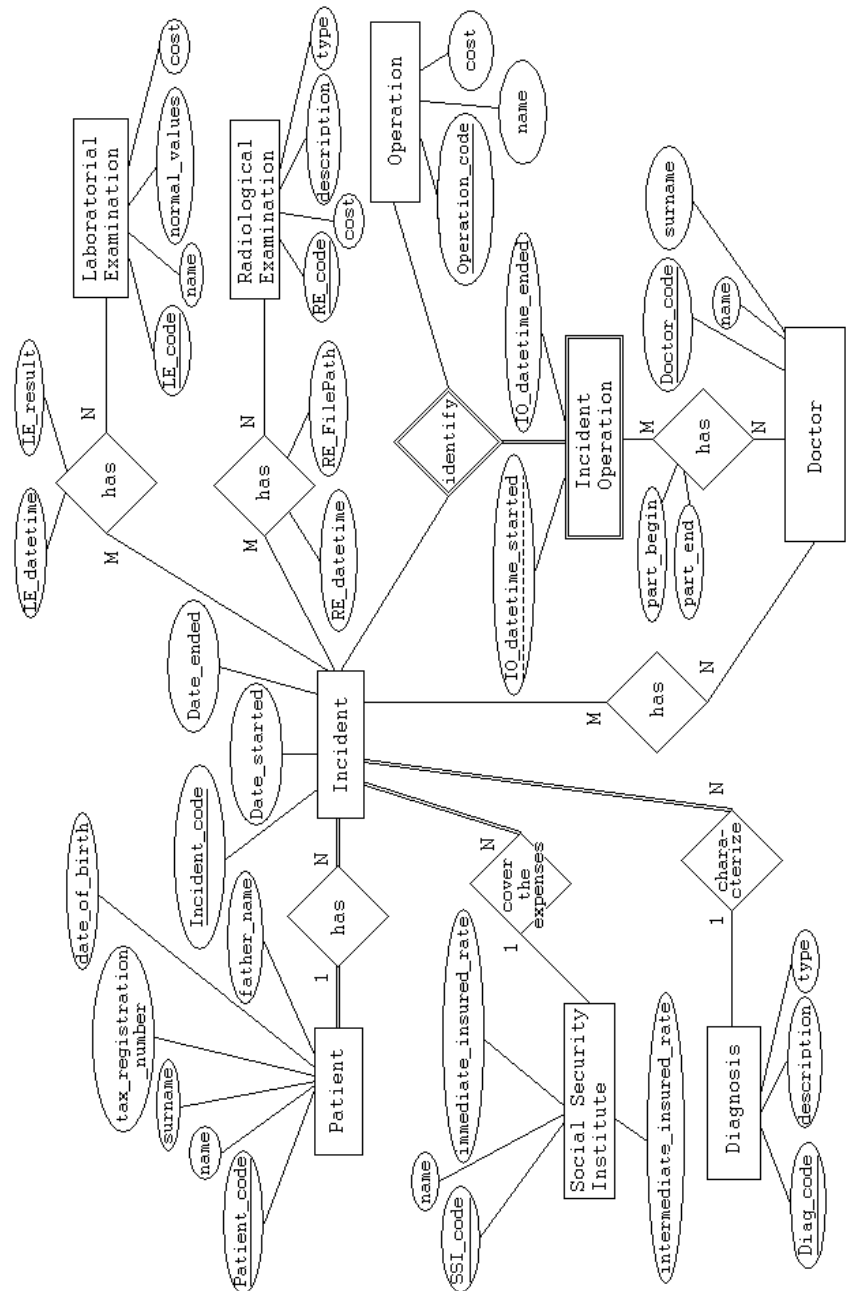 Patient_code
name
surname
tax_registration
_number
date_of_birth
father_name
Patient
1
has
N
Incident_code
Date_started
Date_ended
Incident
LE_datetime
LE_result
M
has
N
Laboratorial
Examination
LE_code
name
normal_values
cost
RE_datetime
RE_FilePath
M
has
N
Radiological
Examination
RE_code
cost
description
type
Operation
Operation_code
name
cost
identify
IO_datetime_started
IO_datetime_ended
Incident
Operation
M
has
N
part_begin
part_end
Doctor_code
name
surname
Doctor
M
has
N
SSI_code
name
immediate_insured_rate
Social Security
Institute
intermediate_insured_rate
1
cover
the
expenses
N
Diagnosis
Diag_code
description
type
1
chara-
cterize
N